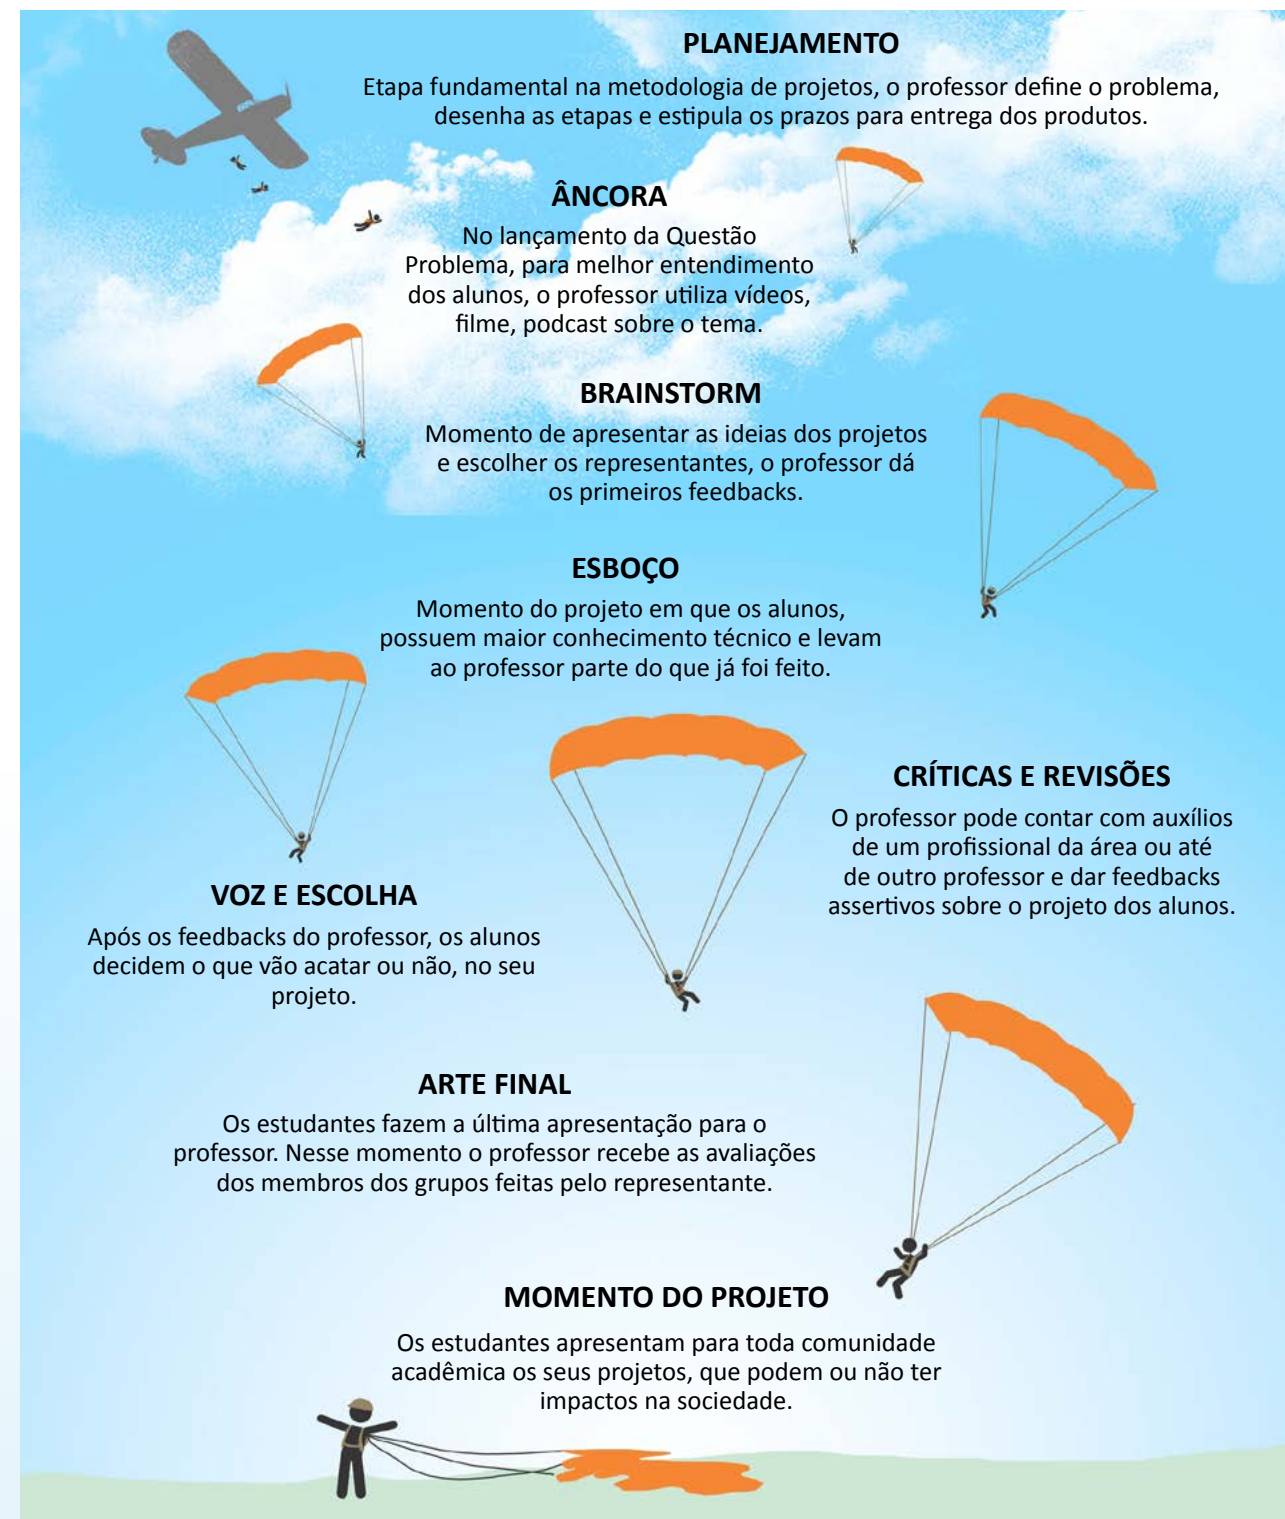 PLANEJAMENTO
Etapa fundamental na metodologia de projetos, o professor define o problema,
desenha as etapas e estipula os prazos para entrega dos produtos.
ÂNCORA
No lançamento da Questão
Problema, para melhor entendimento
dos alunos, o professor utiliza vídeos,
filme, podcast sobre o tema.
BRAINSTORM
Momento de apresentar as ideias dos projetos
e escolher os representantes, o professor dá
os primeiros feedbacks.
ESBOÇO
Momento do projeto em que os alunos,
possuem maior conhecimento técnico e levam
ao professor parte do que já foi feito.
CRÍTICAS E REVISÕES
O professor pode contar com auxílios
de um profissional da área ou até
de outro professor e dar feedbacks
assertivos sobre o projeto dos alunos.
VOZ E ESCOLHA
Após os feedbacks do professor, os alunos
decidem o que vão acatar ou não, no seu
projeto.
ARTE FINAL
Os estudantes fazem a última apresentação para o
professor. Nesse momento o professor recebe as avaliações
dos membros dos grupos feitas pelo representante.
MOMENTO DO PROJETO
Os estudantes apresentam para toda comunidade
acadêmica os seus projetos, que podem ou não ter
impactos na sociedade.